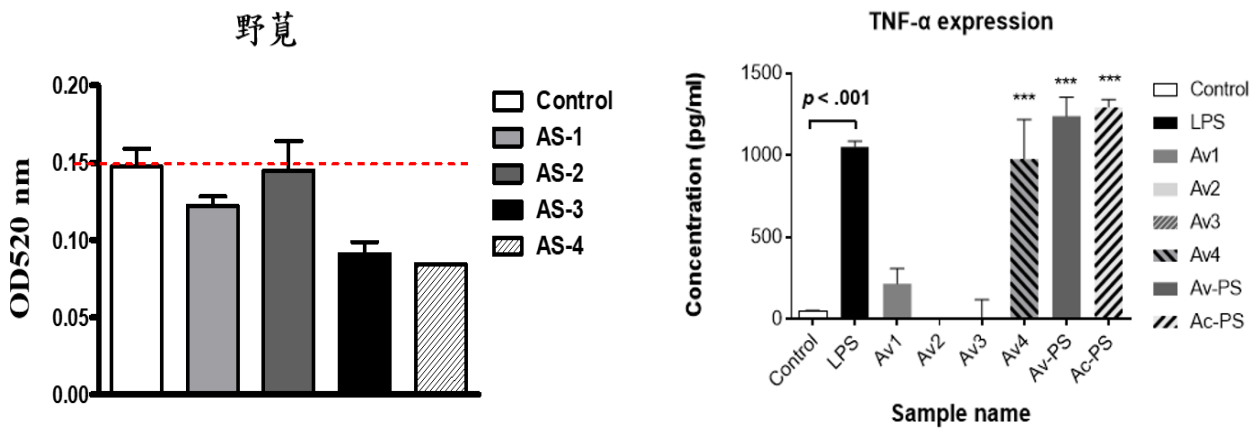 野莧
OD520 nm
0.20
0.15
0.10
0.05
0.00
Control
AS-1
AS-2
AS-3
AS-4
TNF-α expression
Concentration (pg/ml)
1500
1000
500
0
p < .001
***
***
***
Control
LPS
Av1
Av2
Av3
Av4
Av-PS
Ac-PS
Sample name
Control
LPS
Av1
Av2
Av3
Av4
Av-PS
Ac-PS